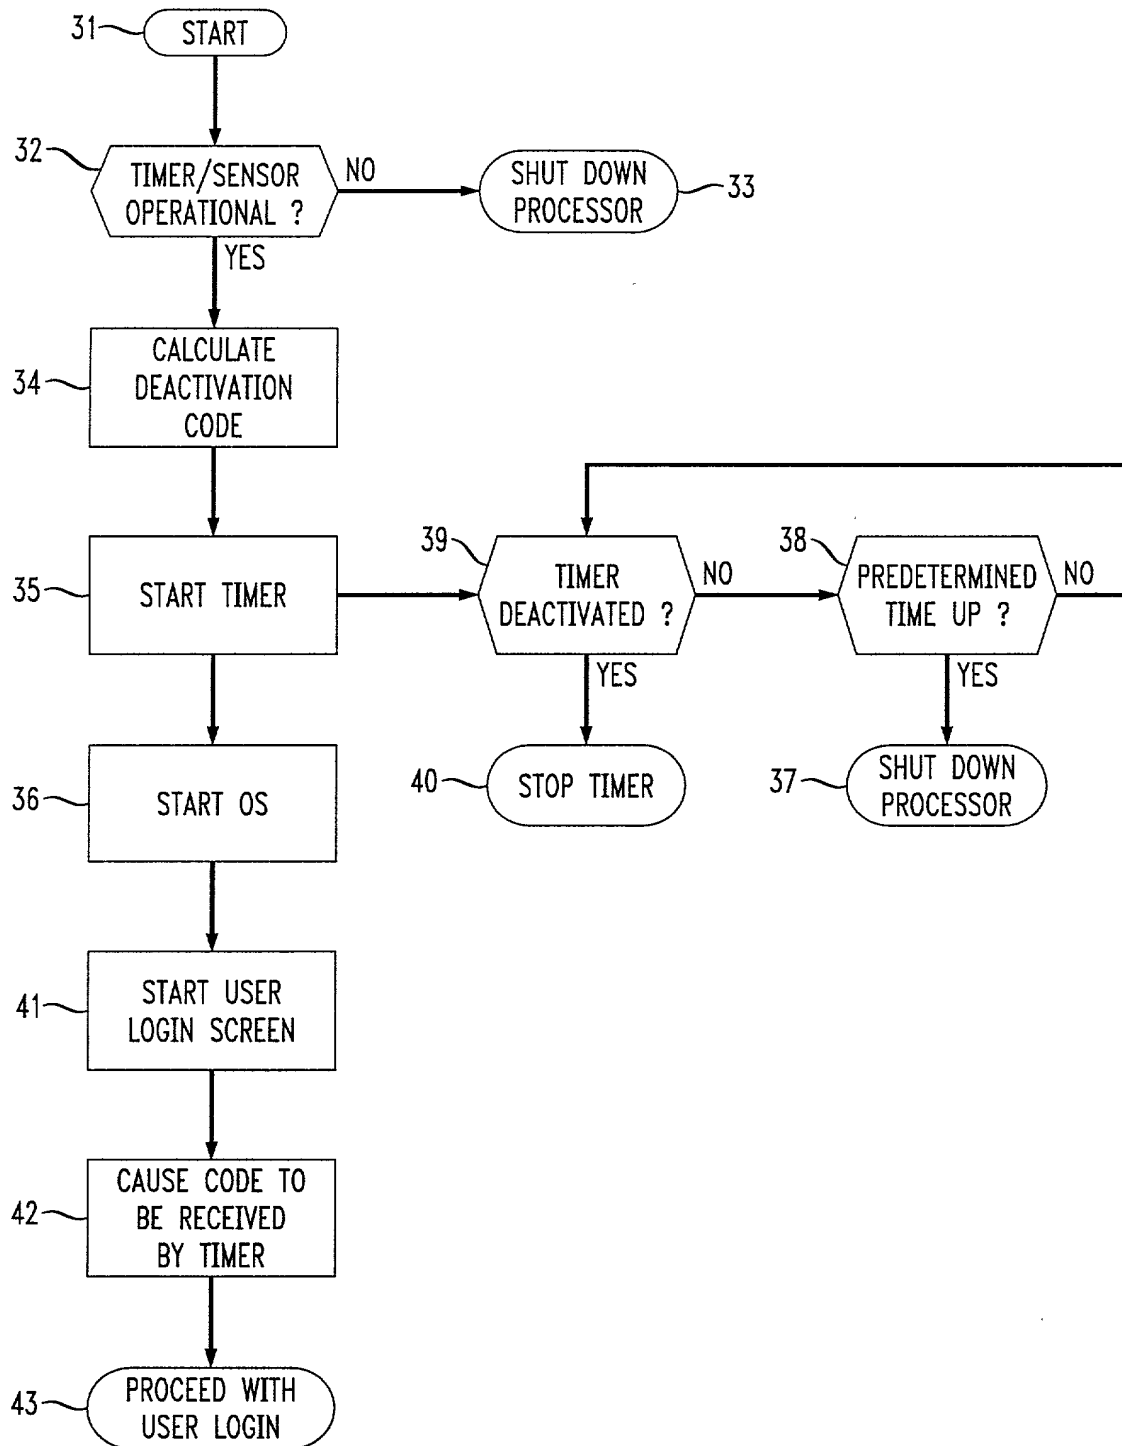 31
START
32
TIMER/SENSOR
OPERATIONAL ?
NO
SHUT DOWN
PROCESSOR
33
YES
34
CALCULATE
DEACTIVATION
CODE
35
START TIMER
39
TIMER
DEACTIVATED ?
NO
38
PREDETERMINED
TIME UP ?
NO
YES
YES
36
START OS
40
STOP TIMER
37
SHUT DOWN
PROCESSOR
41
START USER
LOGIN SCREEN
42
CAUSE CODE TO
BE RECEIVED
BY TIMER
43
PROCEED WITH
USER LOGIN